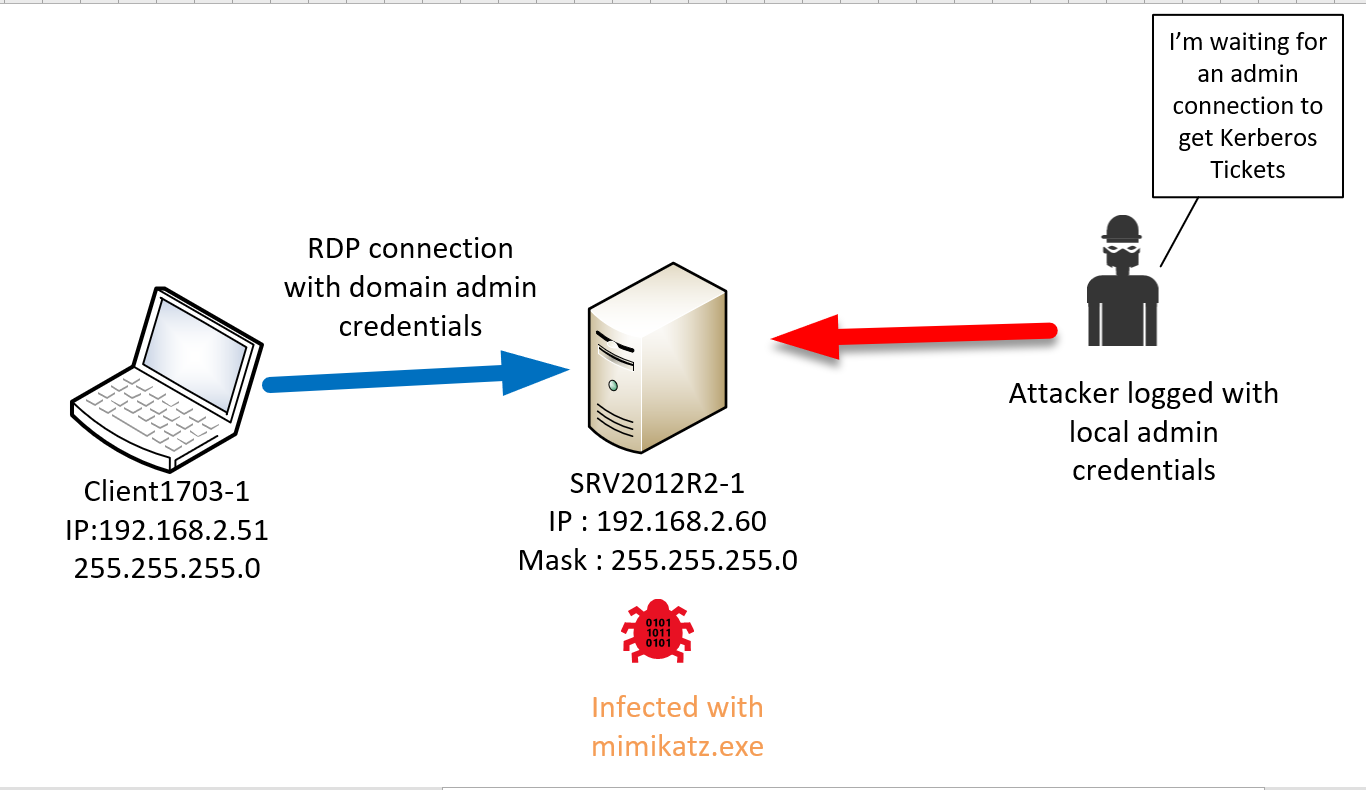 I’m waiting for
an admin
connection to
get Kerberos
Tickets
RDP connection
with domain admin
credentials
Attacker logged with
local admin
credentials
Client1703-1
IP:192.168.2.51
255.255.255.0
SRV2012R2-1
IP : 192.168.2.60
Mask : 255.255.255.0
0101
1011
0101
Infected with
mimikatz.exe